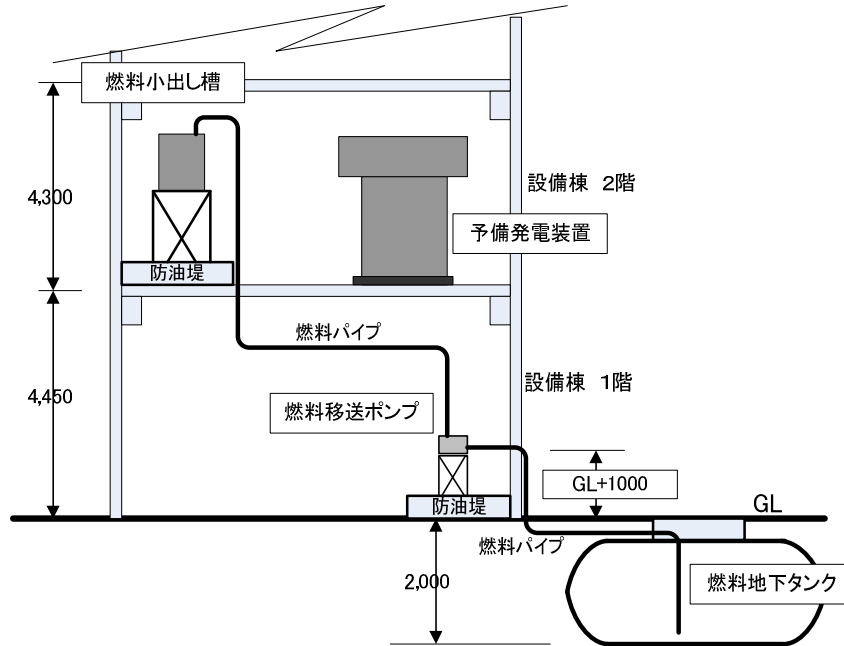 燃料小出し槽
4,300
設備棟 2階
予備発電装置
防油堤
燃料パイプ
4,450
設備棟 1階
燃料移送ポンプ
GL+1000
防油堤
GL
燃料パイプ
2,000
燃料地下タンク